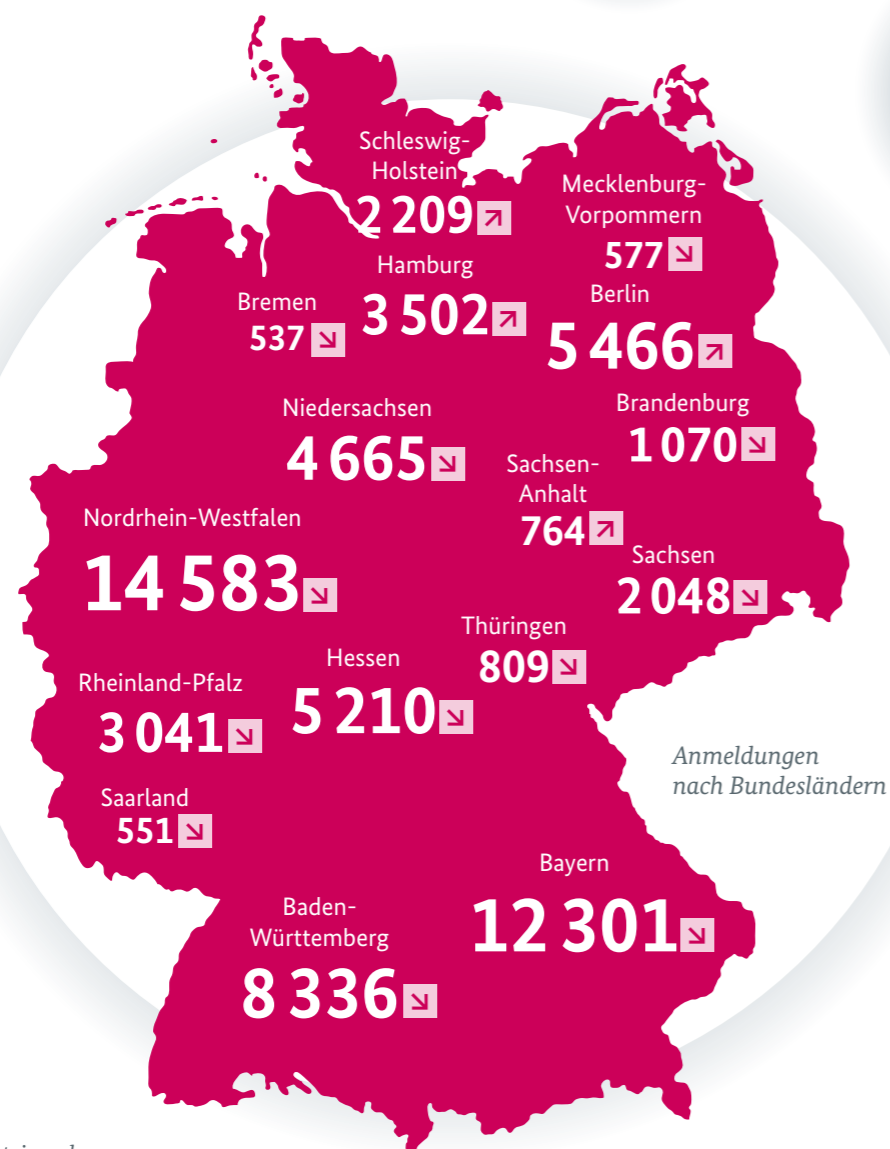 Schleswig-
Holstein
2 209
Mecklenburg-
Vorpommern
577
Hamburg
3 502
Bremen
537
Berlin
5 466
Niedersachsen
4 665
Brandenburg
1 070
Sachsen-
Anhalt
764
Nordrhein-Westfalen
14 583
Sachsen
2 048
Thüringen
809
Hessen
5 210
Rheinland-Pfalz
3 041
Anmeldungen
nach Bundesländern
Saarland
551
Bayern
12 301
Baden-
Württemberg
8 336